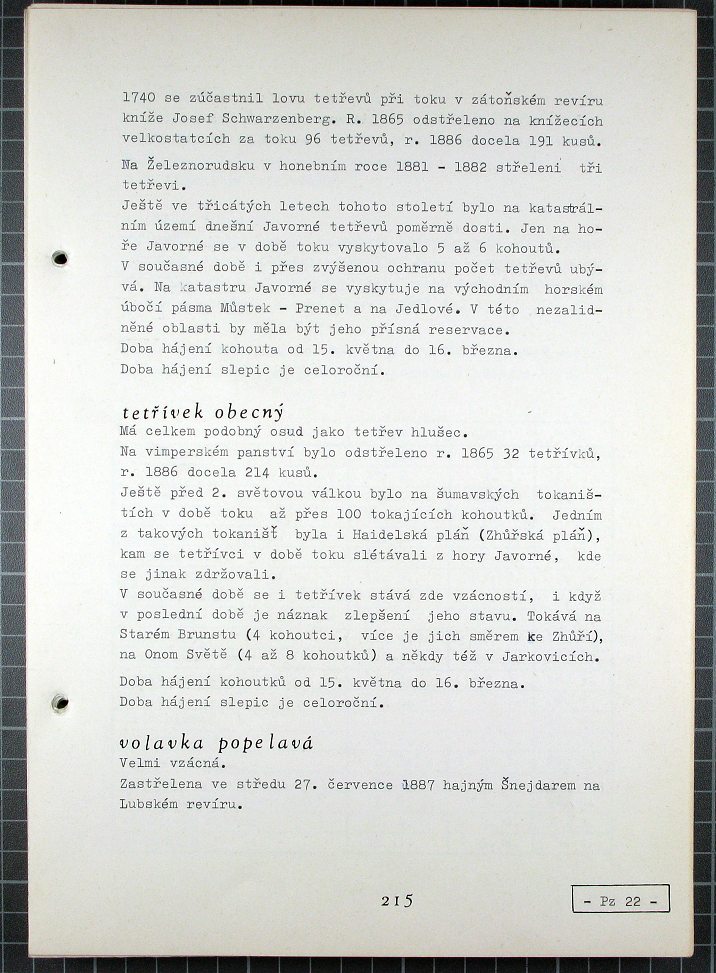 1740 se zúčastnil lovu tetřevů při toku v zátoňském revíru
kníže Josef Schwarzenberg. R. 1865 odstřeleno na knížecích
velkostatcích za toku 96 tetřevů, r. 1886 docela 191 kusů.
Na Železnorudsku v honebním roce 1881 - 1882 střeleni tři
tetřevi.
Ještě ve třicátých letech tohoto století bylo na katastrál-
ním území dnešní Javorné tetřevů poměrně dosti. Jen na ho-
ře Javorné se v době toku vyskytovalo 5 až 6 kohoutů.
V současné době i přes zvýšenou ochranu počet tetřevů ubý-
vá. Na katastru Javorné se vyskytuje na východním horském
úbočí pásma Můstek - Prenet a na Jedlové. V této nezalid-
něné oblasti by měla být jeho přísná reservace.
Doba hájení kohouta od 15. května do 16. března.
Doba hájení slepic je celoroční.
tetřívek obecný
Má celkem podobný osud jako tetřev hlušec.
Na vimperském panství bylo odstřeleno r. 1865 32 tetřívků,
r. 1886 docela 214 kusů.
Ještě před 2. světovou válkou bylo na šumavských tokaniš-
tích v době toku až přes 100 tokajících kohoutků. Jedním
z takových tokanišť byla i Haidelská pláň (Zhůřská pláň),
kam se tetřívci v době toku slétávali z hory Javorné, kde
se jinak zdržovali.
V současné době se i tetřívek stává zde vzácností, i když
v poslední době je náznak zlepšení jeho stavu. Tokává na
Starém Brunstu (4 kohoutci, více je jich směrem ke Zhůří),
na Onom Světě (4 až 8 kohoutků) a někdy též v Jarkovicích.
Doba hájení kohoutků od 15. května do 16. března.
Doba hájení slepic je celoroční.
volavka popelavá
Velmi vzácná.
Zastřelena ve středu 27. července 1887 hajným Šnejdarem na
Lubském revíru.
215
- Pz 22 -